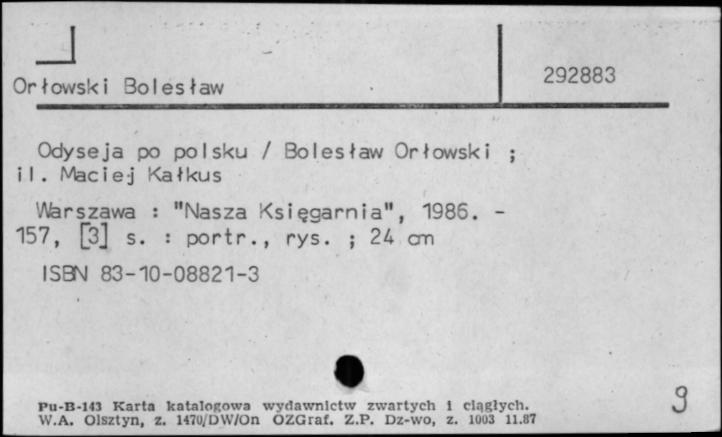 292883
Orłowski Bolesław
Odyseja po polsku / Bolesław Orłowski ;
il. Maciej Kałkus
Warszawa : "Nasza Księgarnia", 1986. -
157, [3] s. : portr., rys. ; 24 cm
ISBN 83-10-08821-3
9
Pu-B-143 Karta katalogowa wydawnictw zwartych i ciągłych.
W.A. Olsztyn, z. 1470/DW/On OZGraf. Z.P. Dz-wo, z. 1003 11.87